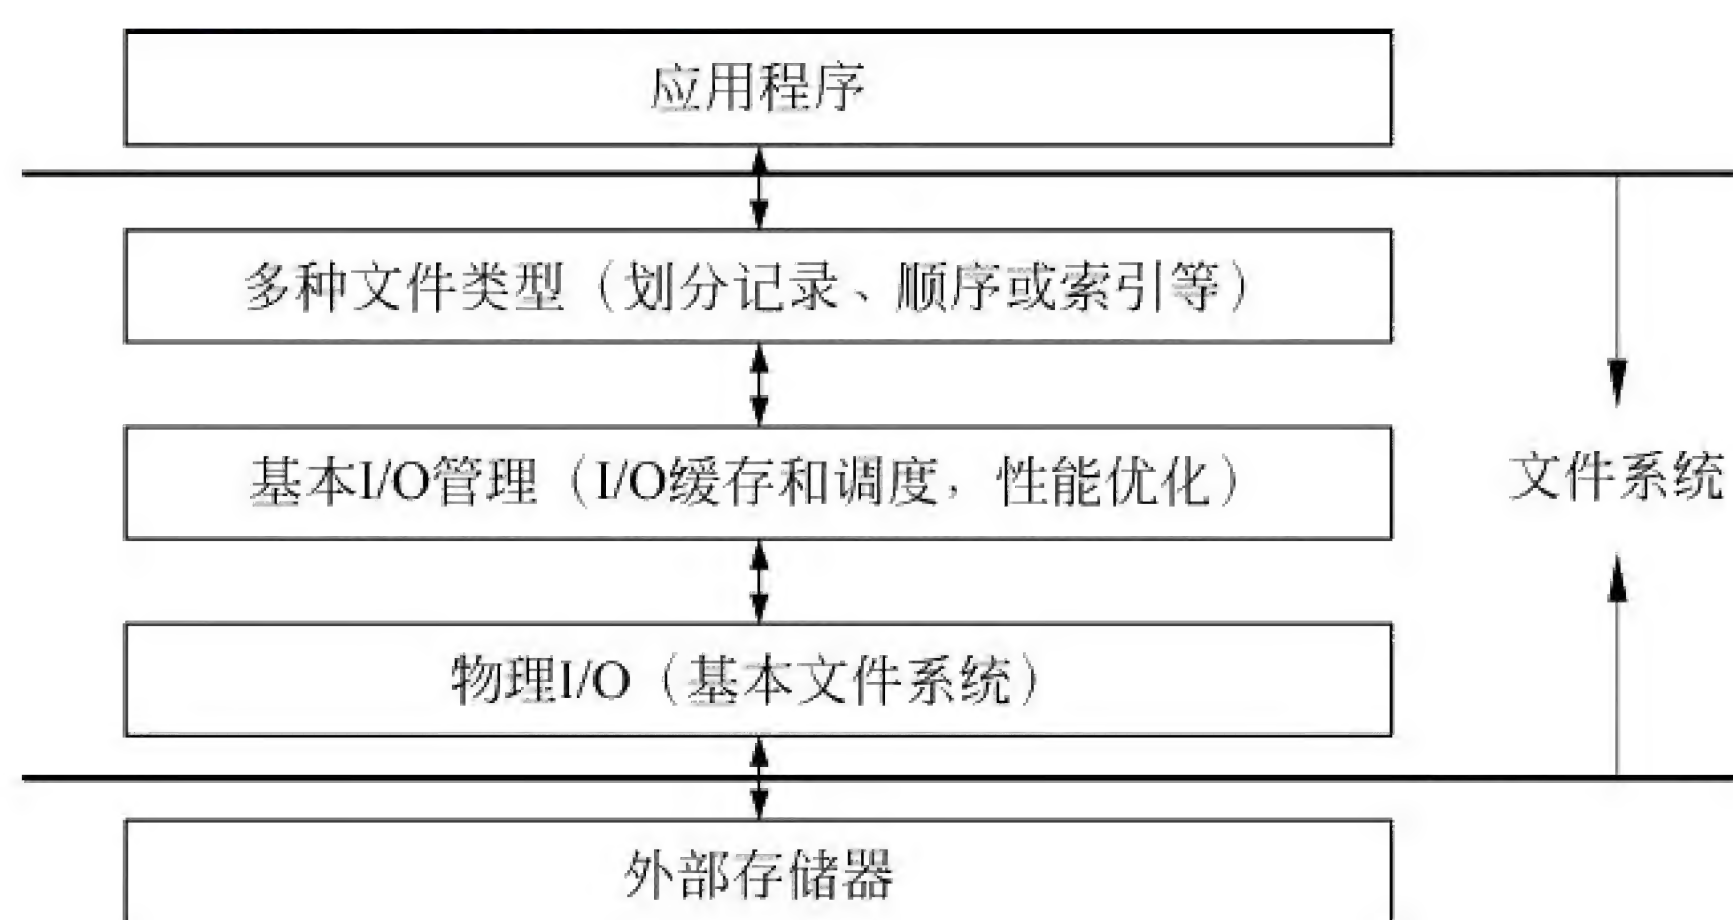 应用程序
多种文件类型（划分记录、顺序或索引等）
基本I/O管理（I/O缓存和调度，性能优化）
文件系统
物理I/O（基本文件系统）
外部存储器